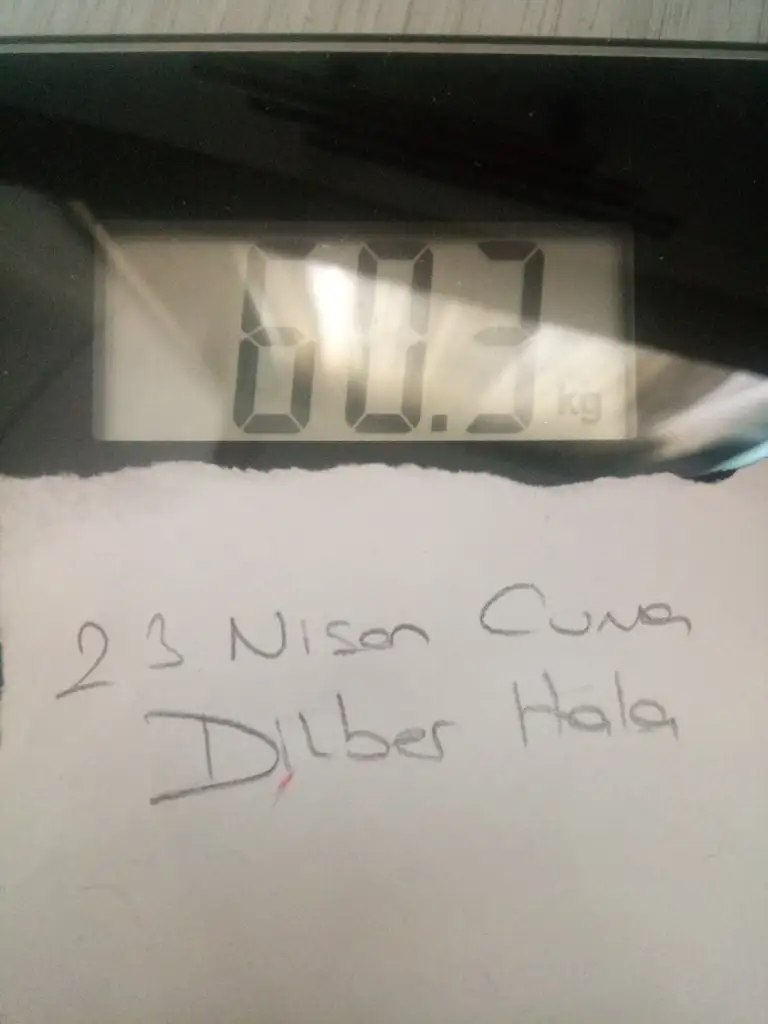 kg
23 Nisan Cuma
Dilber Hala